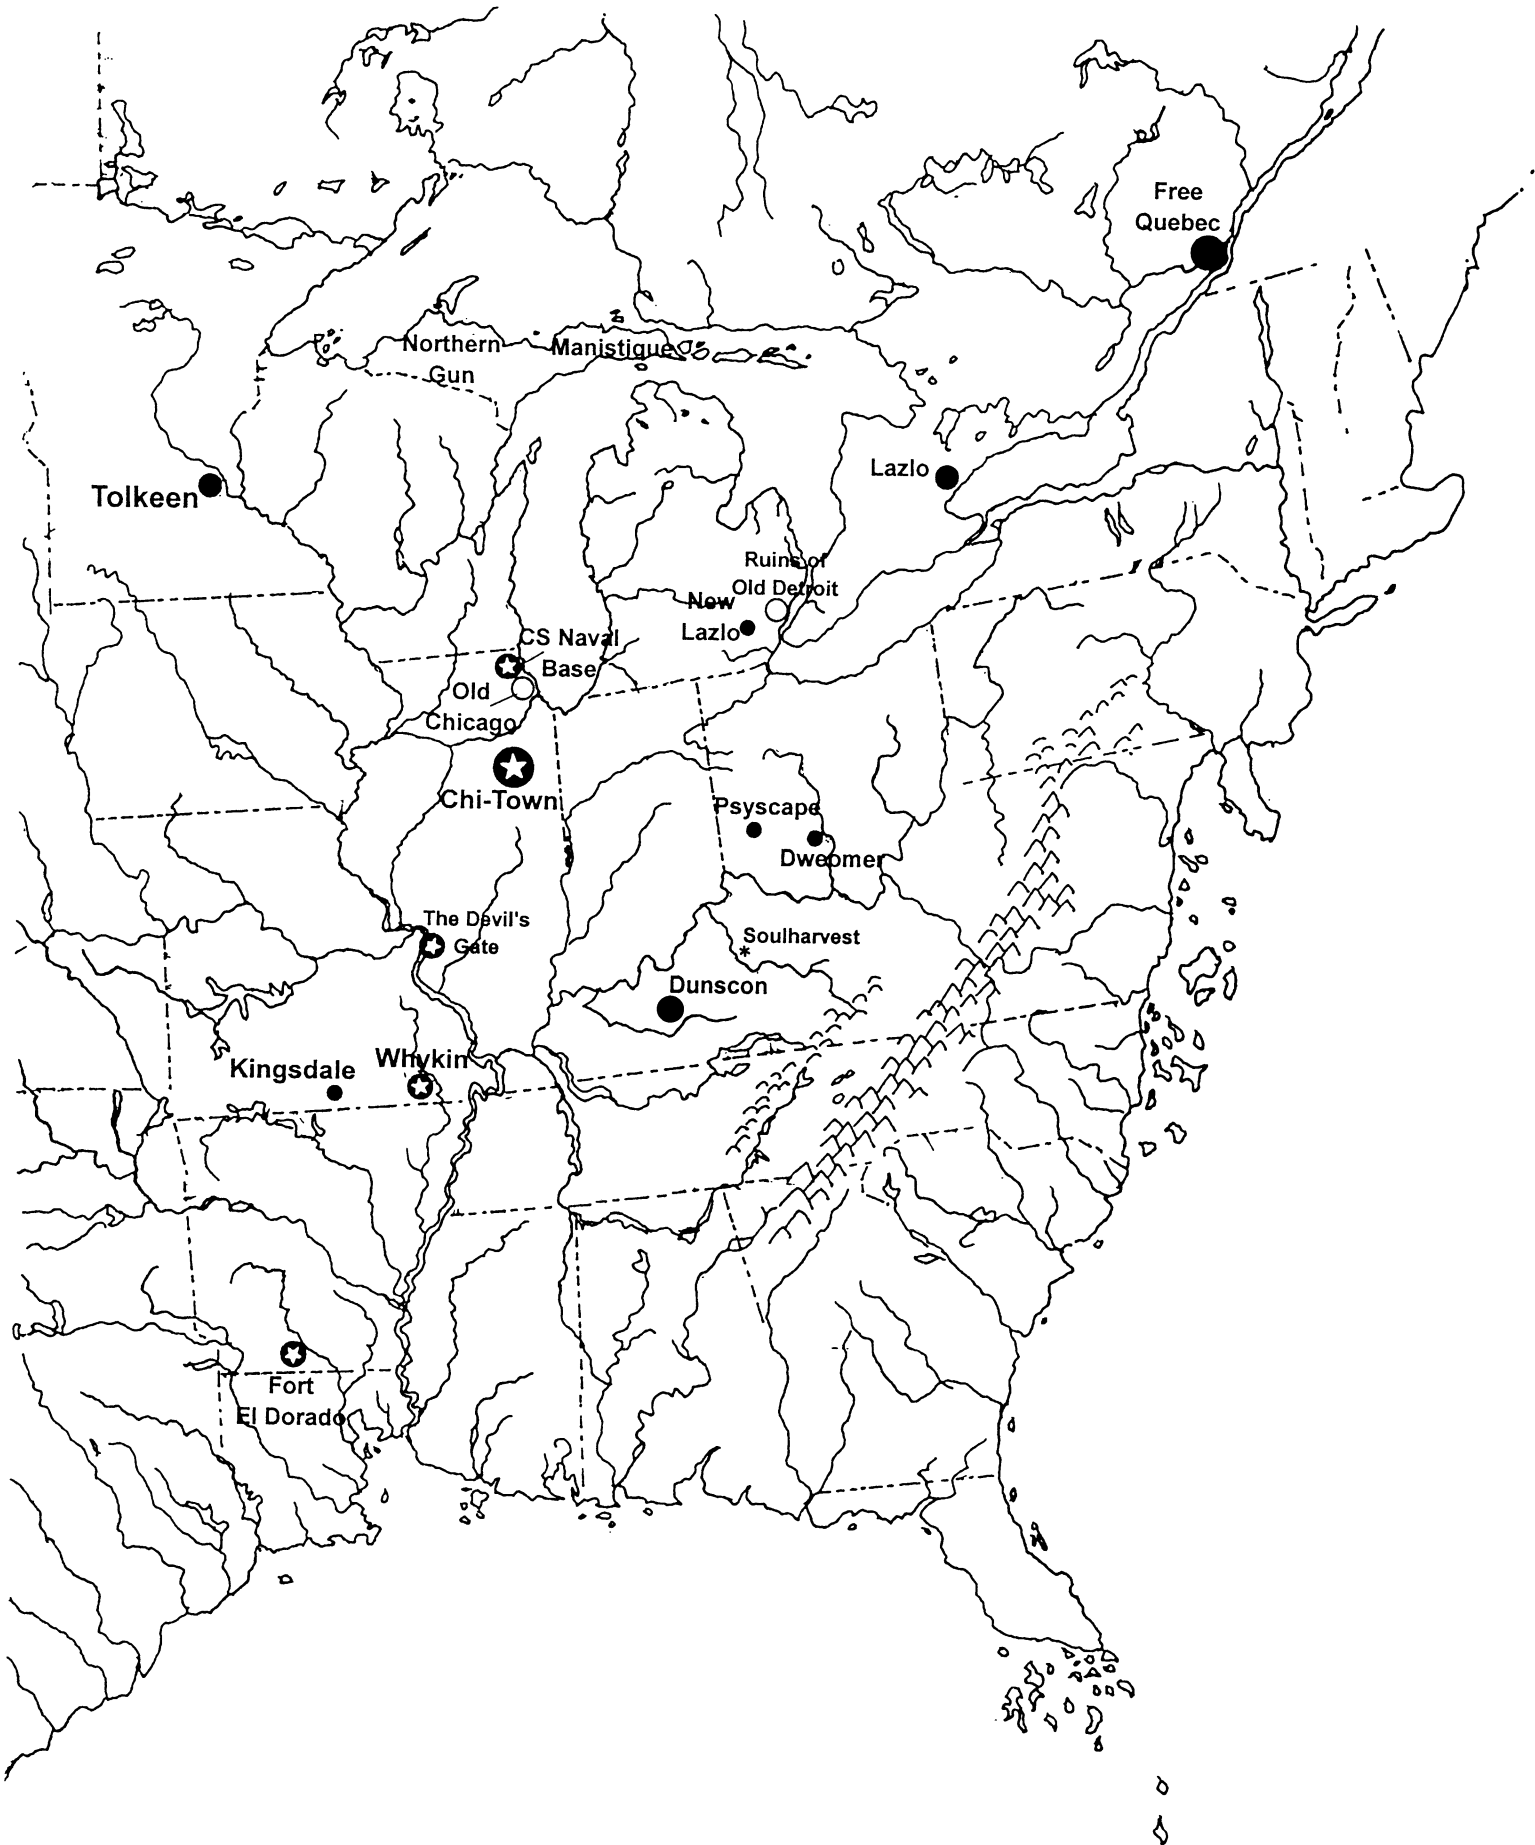 Free
Quebec
Northern
Gun
Manistique
Lazlo
Tolkeen
Ruins of
Old Detroit
New
Lazlo
CS Naval
Base
Old
Chicago
Chi-Town
Psyscape
Dweomer
The Devil's
Gate
Soulharvest
Dunscon
Whykin
Kingsdale
Fort
El Dorado